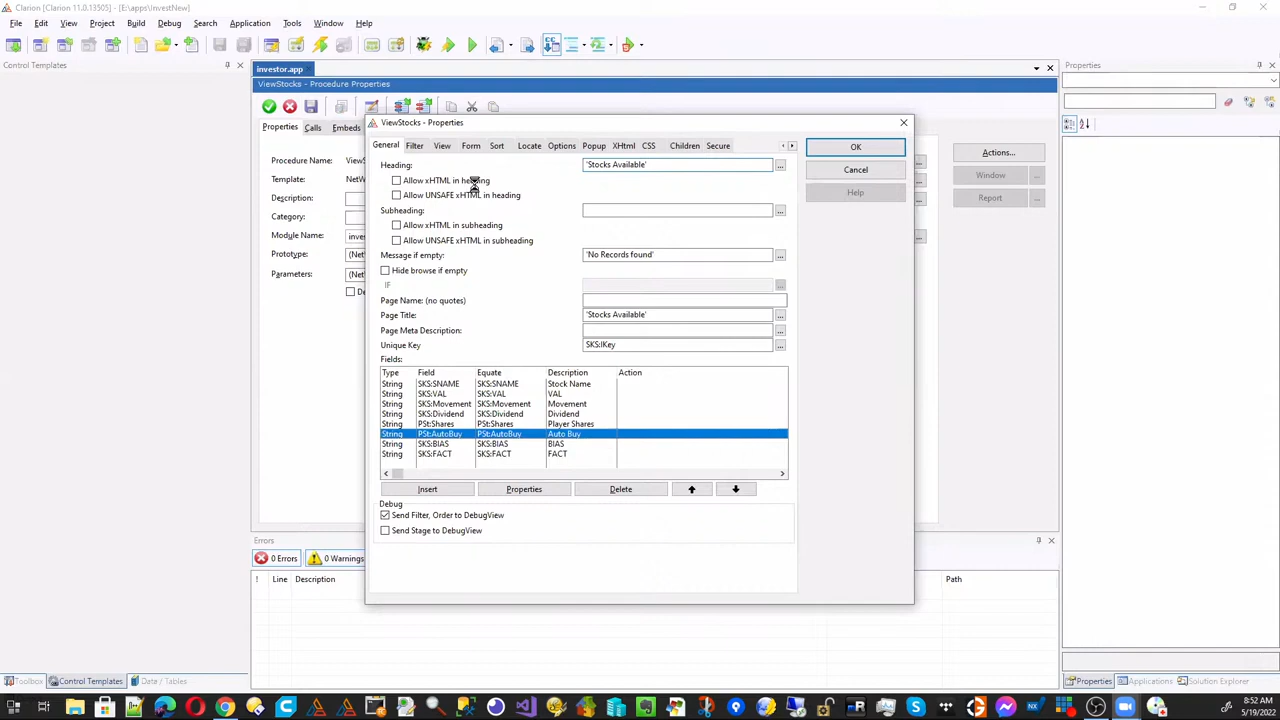 Clarion (Clarion 11.0.13505) - [E:\apps\InvestNew]
File Edit View Project Build Debug Search Application Tools Window Help
Control Templates
investor.app
Properties
ViewStocks - Procedure Properties
ViewStocks - Properties
Properties Calls Embeds
General Filter View Form Sort Locate Options Popup XHtml CSS Children Secure
OK
Cancel
Help
Procedure Name: ViewS
Template: NetW
Description:
Category:
Module Name: inves
Prototype: (Net
Parameters: (Net
De
Actions...
Window ...
Report ...
Heading: 'Stocks Available' ...
Allow xHTML in heading
Allow UNSAFE xHTML in heading
Subheading: ...
Allow xHTML in subheading
Allow UNSAFE xHTML in subheading
Message if empty: 'No Records found' ...
Hide browse if empty
IF ...
Page Name: (no quotes)
Page Title: 'Stocks Available' ...
Page Meta Description: ...
Unique Key SKS:IKey ...
Fields:
Type Field Equate Description Action
String SKS:SNAME SKS:SNAME Stock Name
String SKS:VAL SKS:VAL VAL
String SKS:Movement SKS:Movement Movement
String SKS:Dividend SKS:Dividend Dividend
String PSt:Shares PSt:Shares Player Shares
String PSt:AutoBuy PSt:AutoBuy Auto Buy
String SKS:BIAS SKS:BIAS BIAS
String SKS:FACT SKS:FACT FACT
Insert Properties Delete
Debug
Send Filter, Order to DebugView
Send Stage to DebugView
Errors
0 Errors 0 Warnings
! Line Description Path
Toolbox Control Templates Data / Tables
Properties Applications Solution Explorer
8:52 AM
5/19/2022